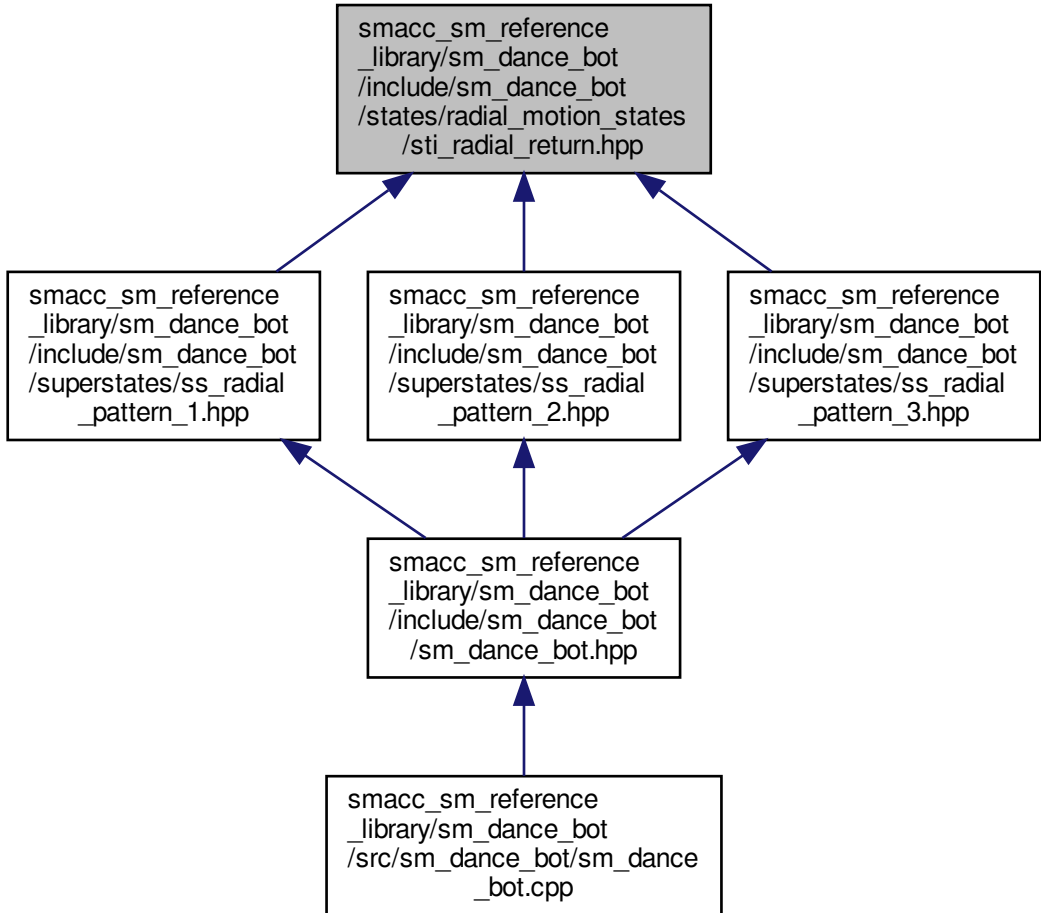 smacc_sm_reference
_library/sm_dance_bot
/include/sm_dance_bot
/states/radial_motion_states
/sti_radial_return.hpp
smacc_sm_reference
_library/sm_dance_bot
/include/sm_dance_bot
/superstates/ss_radial
_pattern_1.hpp
smacc_sm_reference
_library/sm_dance_bot
/include/sm_dance_bot
/superstates/ss_radial
_pattern_2.hpp
smacc_sm_reference
_library/sm_dance_bot
/include/sm_dance_bot
/superstates/ss_radial
_pattern_3.hpp
smacc_sm_reference
_library/sm_dance_bot
/include/sm_dance_bot
/sm_dance_bot.hpp
smacc_sm_reference
_library/sm_dance_bot
/src/sm_dance_bot/sm_dance
_bot.cpp